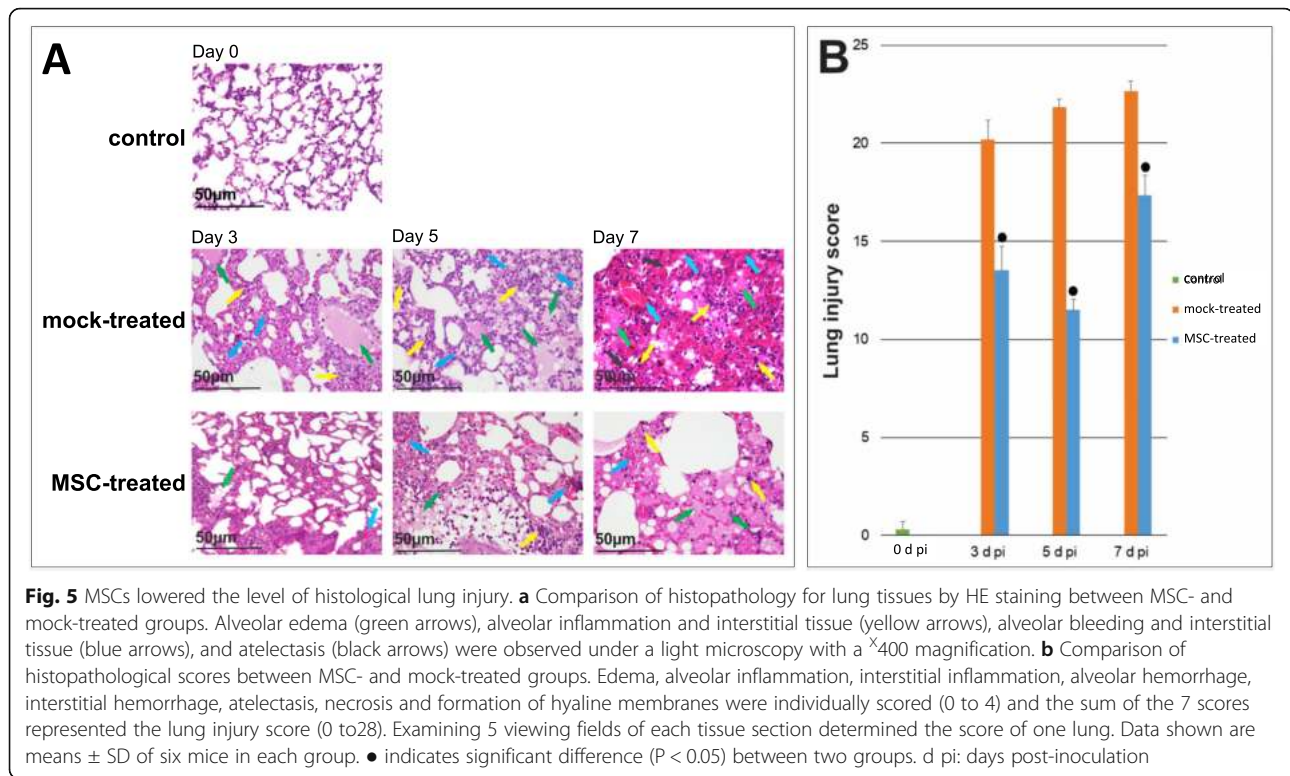 A
Day 0
control
50µm
Day 3 Day 5 Day 7
mock-treated
50µm 50µm 50µm
MSC-treated
50µm 50µm 50µm
B
Lung injury score
25
20
15
10
5
0
0 d pi 3 d pi 5 d pi 7 d pi
control
mock-treated
MSC-treated
Fig. 5 MSCs lowered the level of histological lung injury. a Comparison of histopathology for lung tissues by HE staining between MSC- and
mock-treated groups. Alveolar edema (green arrows), alveolar inflammation and interstitial tissue (yellow arrows), alveolar bleeding and interstitial
tissue (blue arrows), and atelectasis (black arrows) were observed under a light microscopy with a ˣ400 magnification. b Comparison of
histopathological scores between MSC- and mock-treated groups. Edema, alveolar inflammation, interstitial inflammation, alveolar hemorrhage,
interstitial hemorrhage, atelectasis, necrosis and formation of hyaline membranes were individually scored (0 to 4) and the sum of the 7 scores
represented the lung injury score (0 to28). Examining 5 viewing fields of each tissue section determined the score of one lung. Data shown are
means ± SD of six mice in each group. ● indicates significant difference (P < 0.05) between two groups. d pi: days post-inoculation